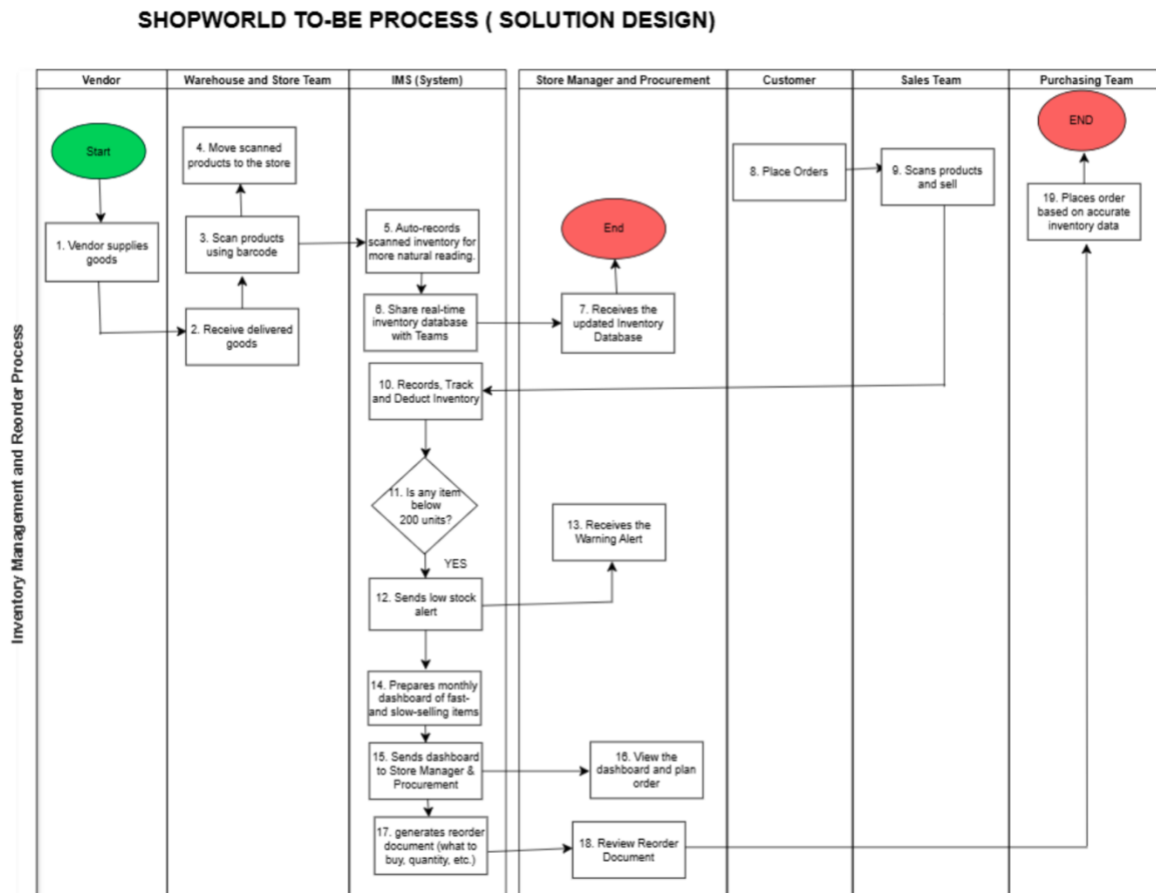 SHOPWORLD TO-BE PROCESS ( SOLUTION DESIGN)
Inventory Management and Reorder Process
Vendor
Warehouse and Store Team
IMS (System)
Store Manager and Procurement
Customer
Sales Team
Purchasing Team
Start
1. Vendor supplies
goods
2. Receive delivered
goods
3. Scan products
using barcode
4. Move scanned
products to the store
5. Auto-records
scanned inventory for
more natural reading.
6. Share real-time
inventory database
with Teams
7. Receives the
updated Inventory
Database
End
8. Place Orders
9. Scans products
and sell
10. Records, Track
and Deduct Inventory
11. Is any item
below
200 units?
YES
12. Sends low stock
alert
13. Receives the
Warning Alert
14. Prepares monthly
dashboard of fast-
and slow-selling items
15. Sends dashboard
to Store Manager &
Procurement
16. View the
dashboard and plan
order
17. generates reorder
document (what to
buy, quantity, etc.)
18. Review Reorder
Document
19. Places order
based on accurate
inventory data
END